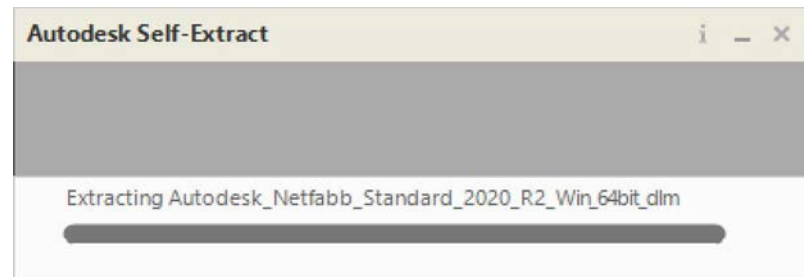 Autodesk Self-Extract
Extracting Autodesk_Netfabb_Standard_2020_R2_Win_64bit_dlm